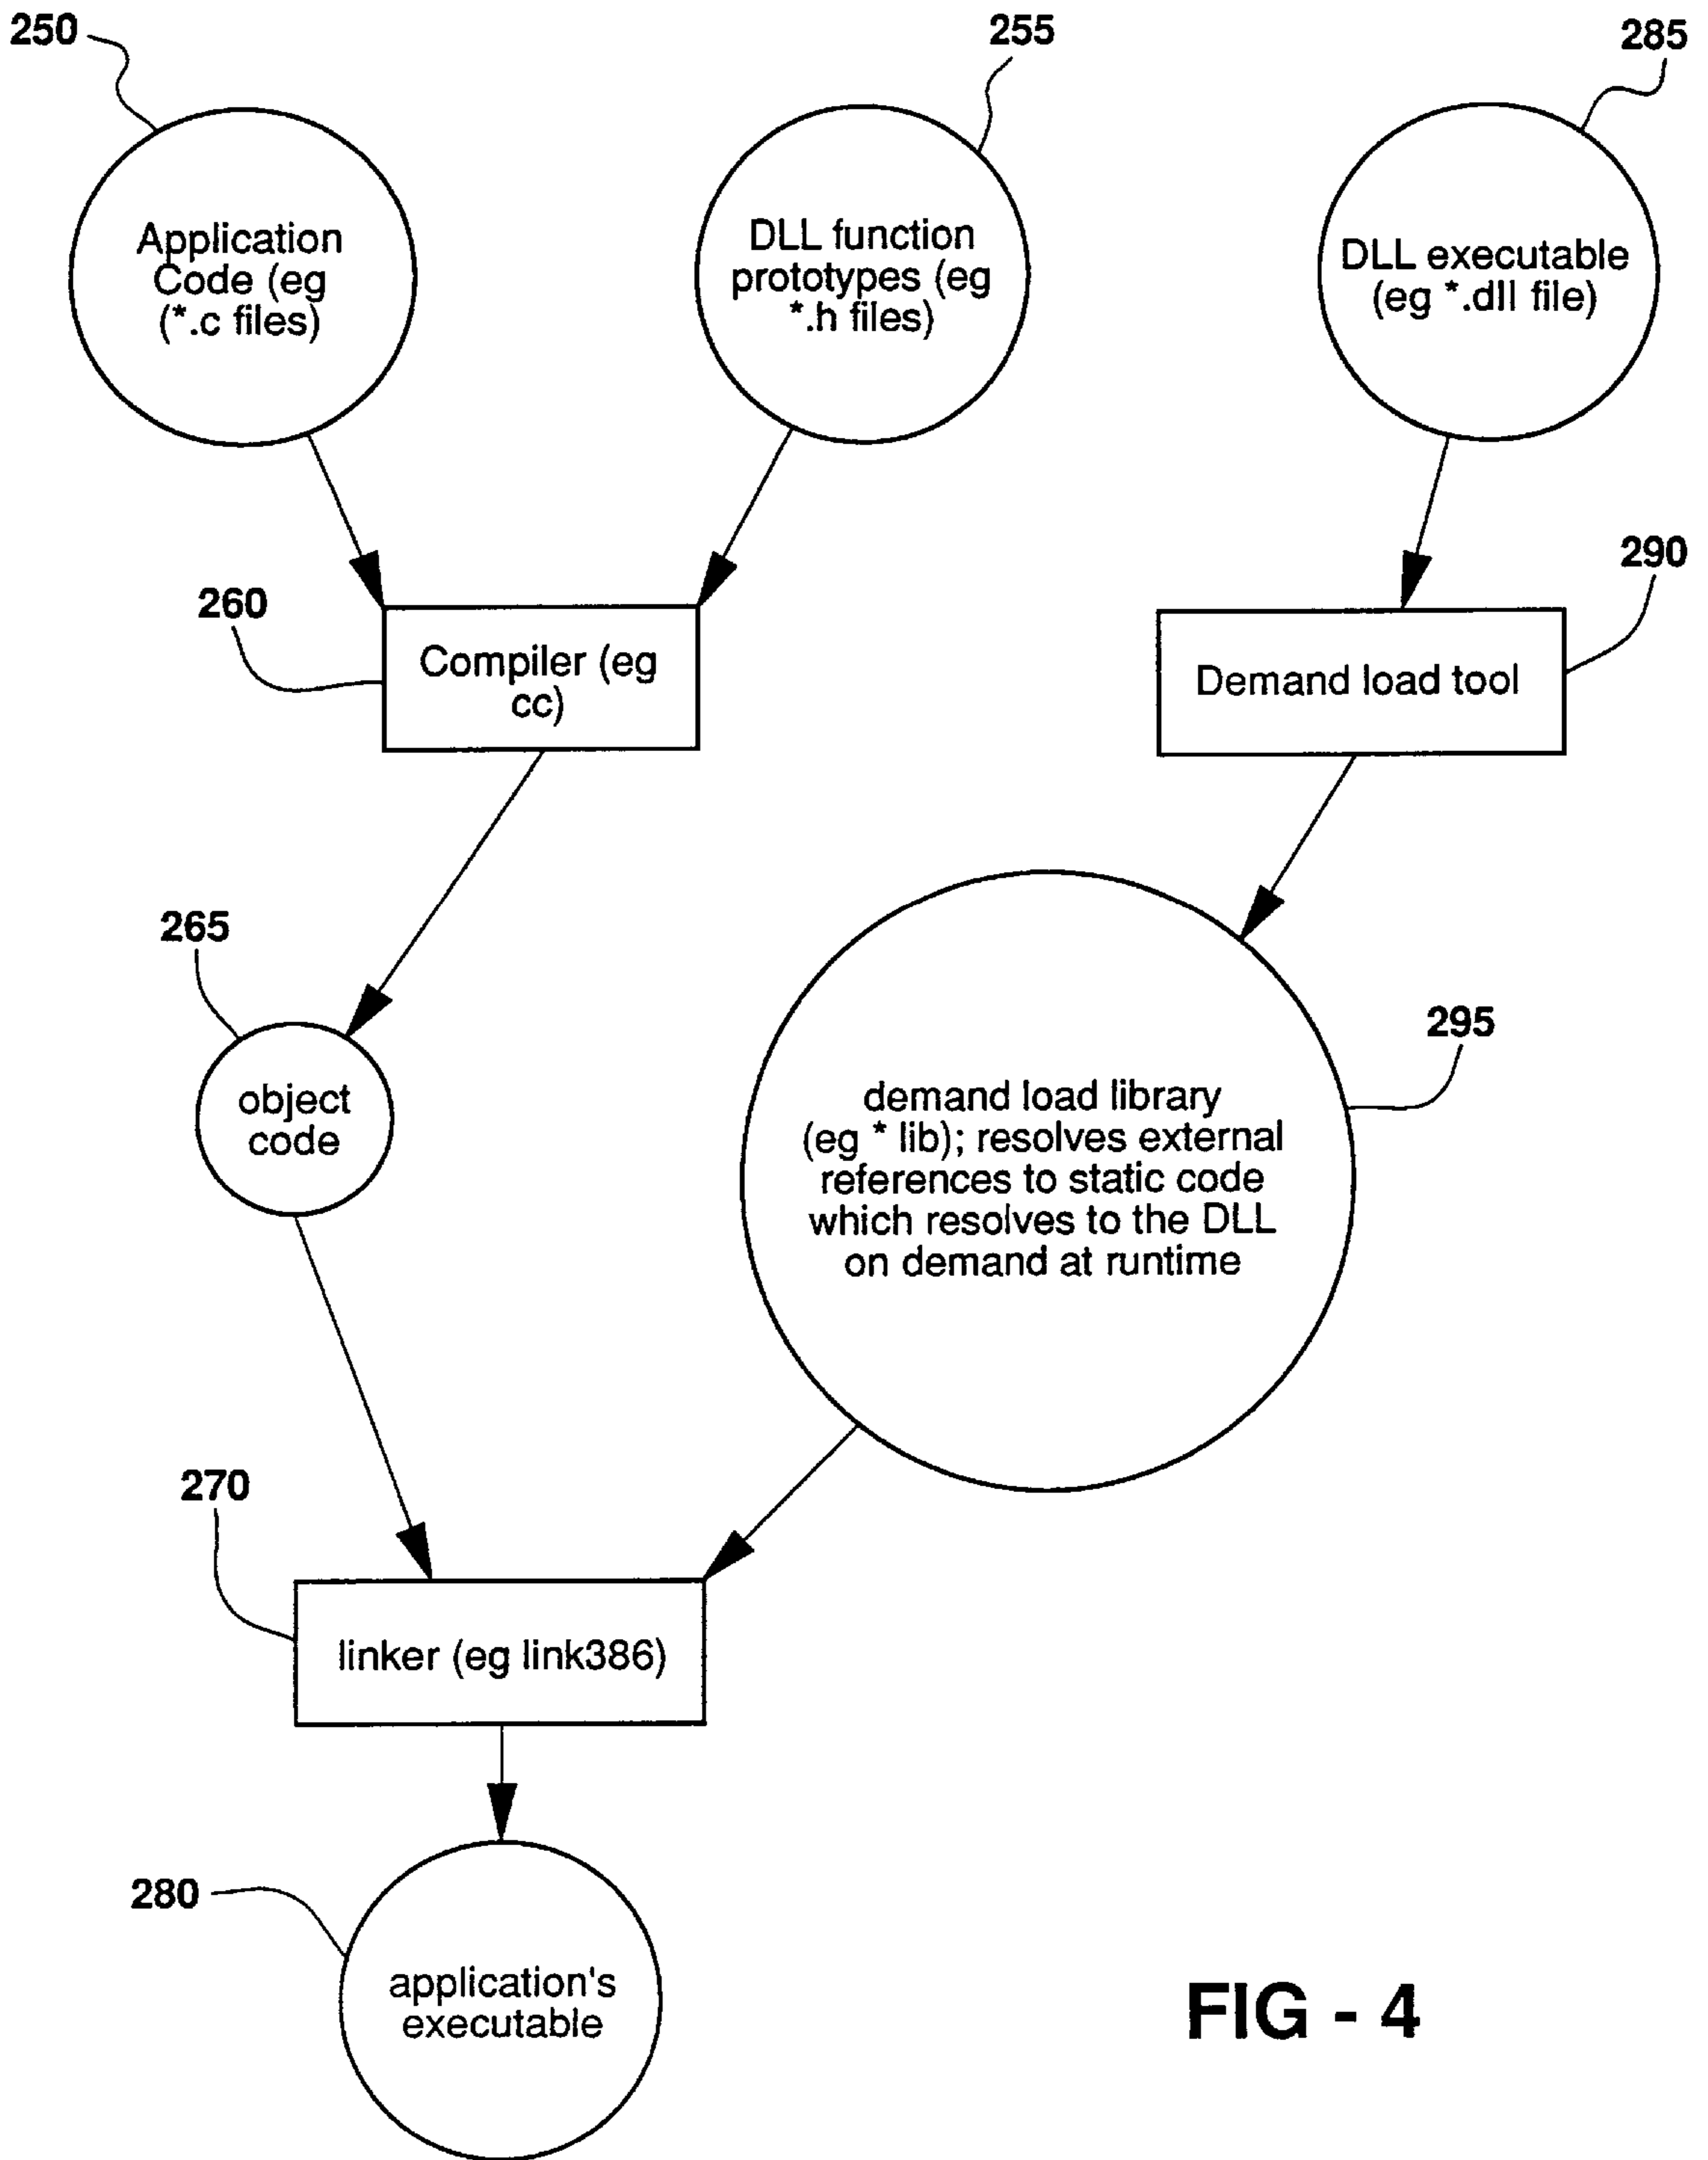 250
255
285
Application
Code (eg
(*.c files)
DLL function
prototypes (eg
*.h files)
DLL executable
(eg *.dll file)
260
290
Compiler (eg
cc)
Demand load tool
265
295
object
code
demand load library
(eg * lib); resolves external
references to static code
which resolves to the DLL
on demand at runtime
270
linker (eg link386)
280
application's
executable
FIG - 4